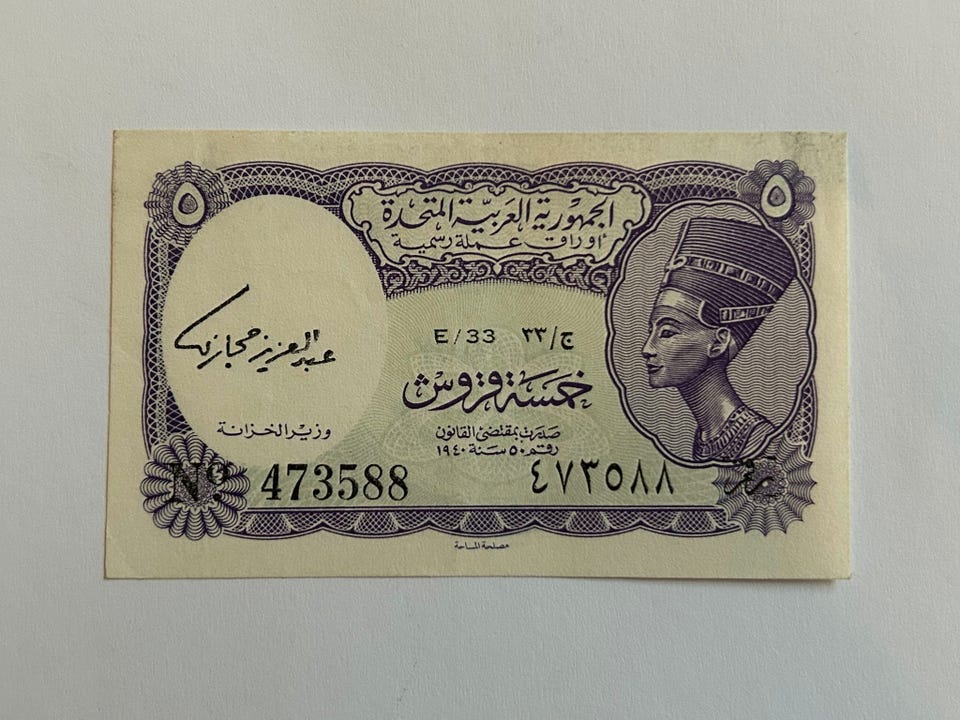 ٥ ٥
الجمهورية العربية المتحدة
أوراق عملة رسمية
E/33 ج/٣٣
خمسة قروش
صدرت بمقتضى القانون
رقم ٥٠ سنة ١٩٤٠
عبد العزيز حجازي
وزير الخزانة
Nº 473588 رقم ٤٧٣٥٨٨
مصلحة المساحة